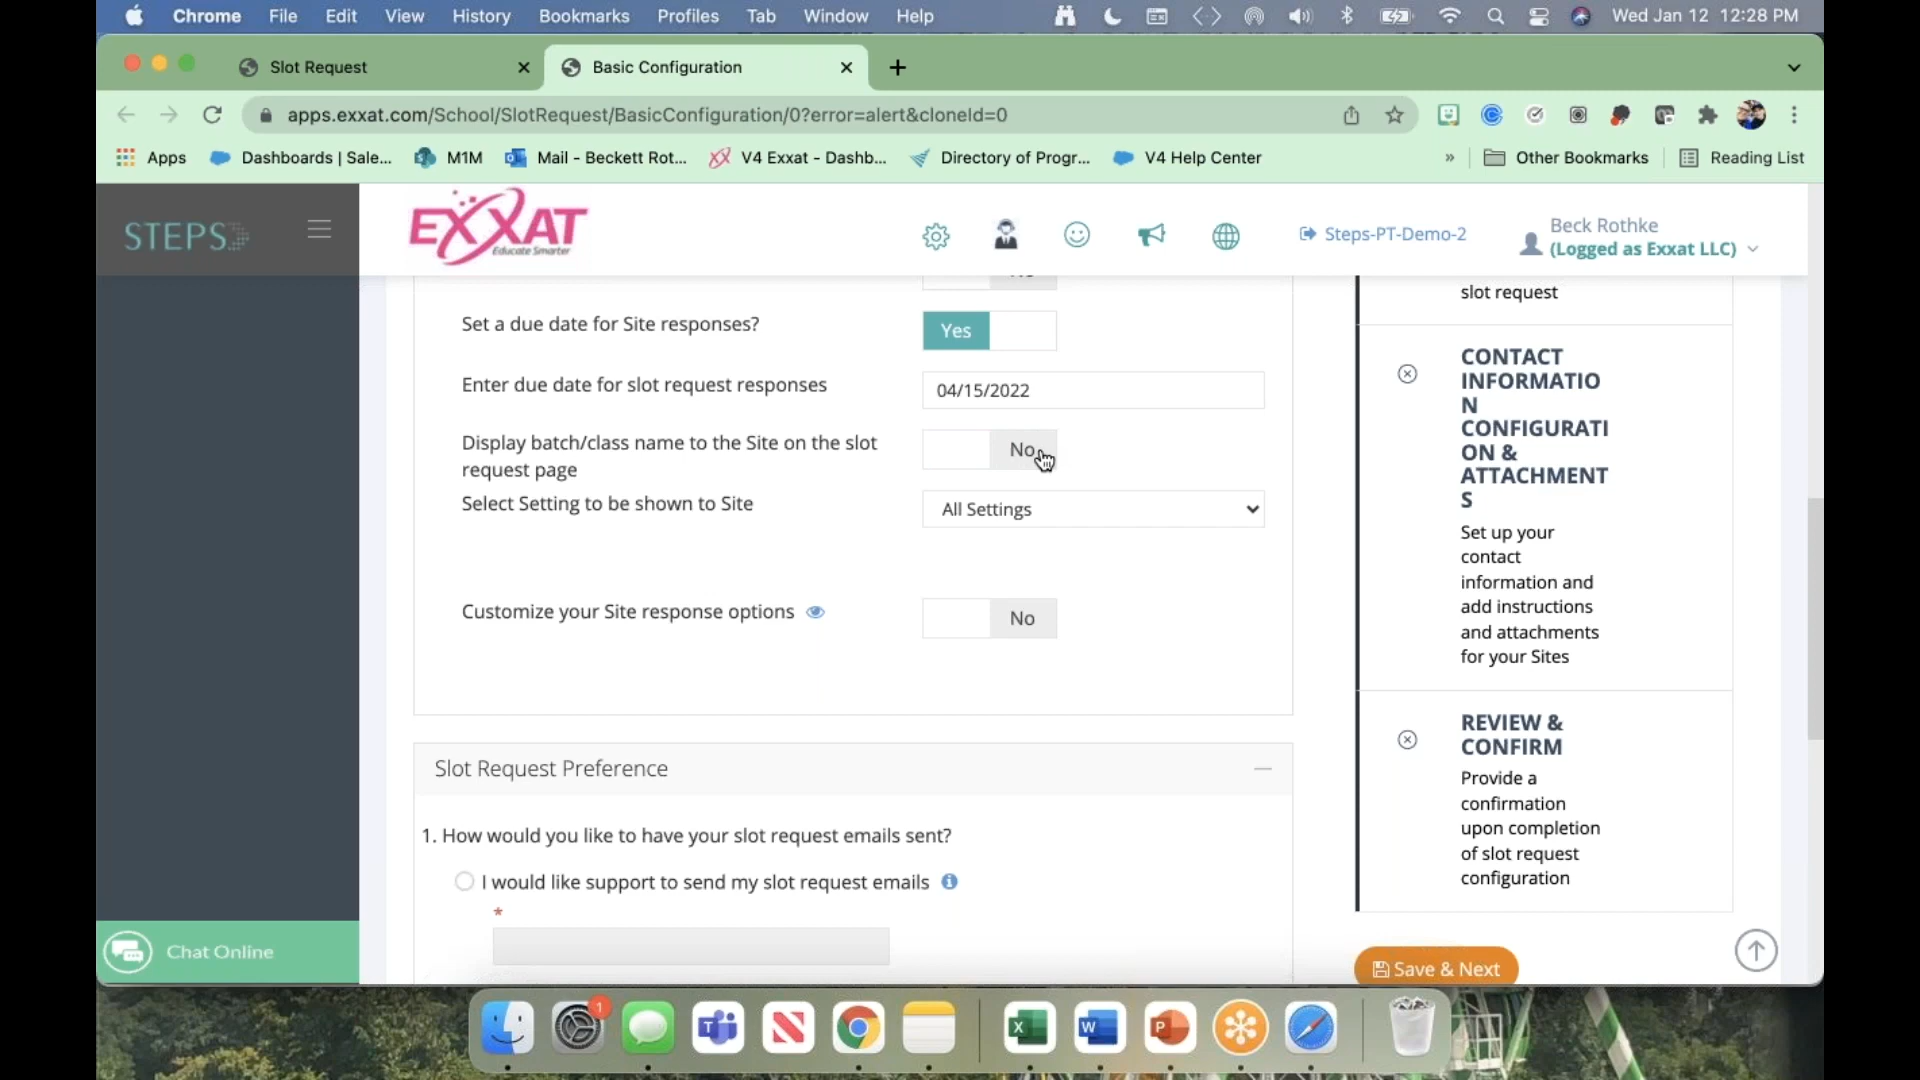 Chrome File Edit View History Bookmarks Profiles Tab Window Help Wed Jan 12 12:28 PM
Slot Request
Basic Configuration
apps.exxat.com/School/SlotRequest/BasicConfiguration/0?error=alert&cloneId=0
Apps Dashboards | Sale... M1M Mail - Beckett Rot... V4 Exxat - Dashb... Directory of Progr... V4 Help Center » Other Bookmarks Reading List
STEPS
EXXAT
Educate Smarter
Steps-PT-Demo-2
Beck Rothke
(Logged as Exxat LLC)
slot request
Set a due date for Site responses?
Yes
Enter due date for slot request responses
04/15/2022
Display batch/class name to the Site on the slot
request page
No
Select Setting to be shown to Site
All Settings
Customize your Site response options
No
Slot Request Preference
1. How would you like to have your slot request emails sent?
I would like support to send my slot request emails
*
CONTACT
INFORMATIO
N
CONFIGURATI
ON &
ATTACHMENT
S
Set up your
contact
information and
add instructions
and attachments
for your Sites
REVIEW &
CONFIRM
Provide a
confirmation
upon completion
of slot request
configuration
Save & Next
Chat Online
1